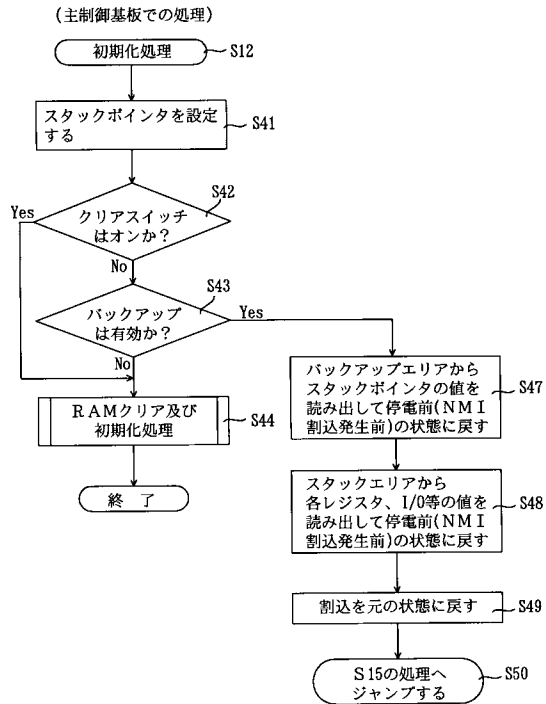 (主制御基板での処理)
初期化処理
S12
スタックポインタを設定
する
S41
S42
クリアスイッチ
はオンか？
Yes
No
S43
バックアップ
は有効か？
Yes
No
RAMクリア及び
初期化処理
S44
終　了
バックアップエリアから
スタックポインタの値を
読み出して停電前(NMI
割込発生前)の状態に戻す
S47
スタックエリアから
各レジスタ、I/O等の値を
読み出して停電前(NMI
割込発生前)の状態に戻す
S48
割込を元の状態に戻す
S49
S15の処理へ
ジャンプする
S50